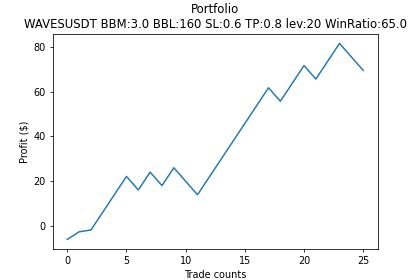 Portfolio
WAVESUSDT BBM:3.0 BBL:160 SL:0.6 TP:0.8 lev:20 WinRatio:65.0
Profit ($)
80
60
40
20
0
0 5 10 15 20 25
Trade counts